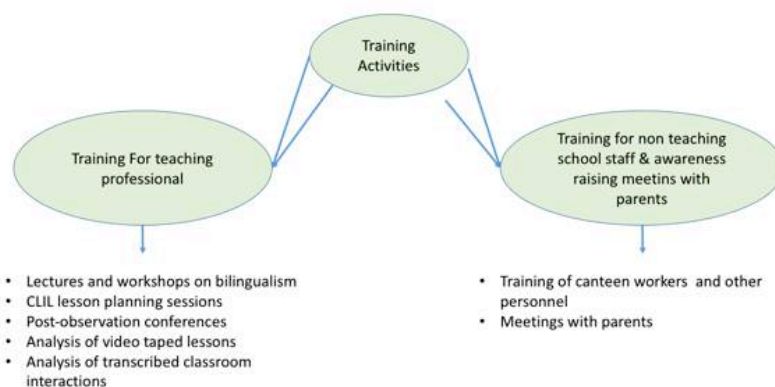 Training
Activities
Training For teaching
professional
Training for non teaching
school staff & awareness
raising meetins with
parents
• Lectures and workshops on bilingualism
• CLIL lesson planning sessions
• Post-observation conferences
• Analysis of video taped lessons
• Analysis of transcribed classroom
interactions
• Training of canteen workers and other
personnel
• Meetings with parents